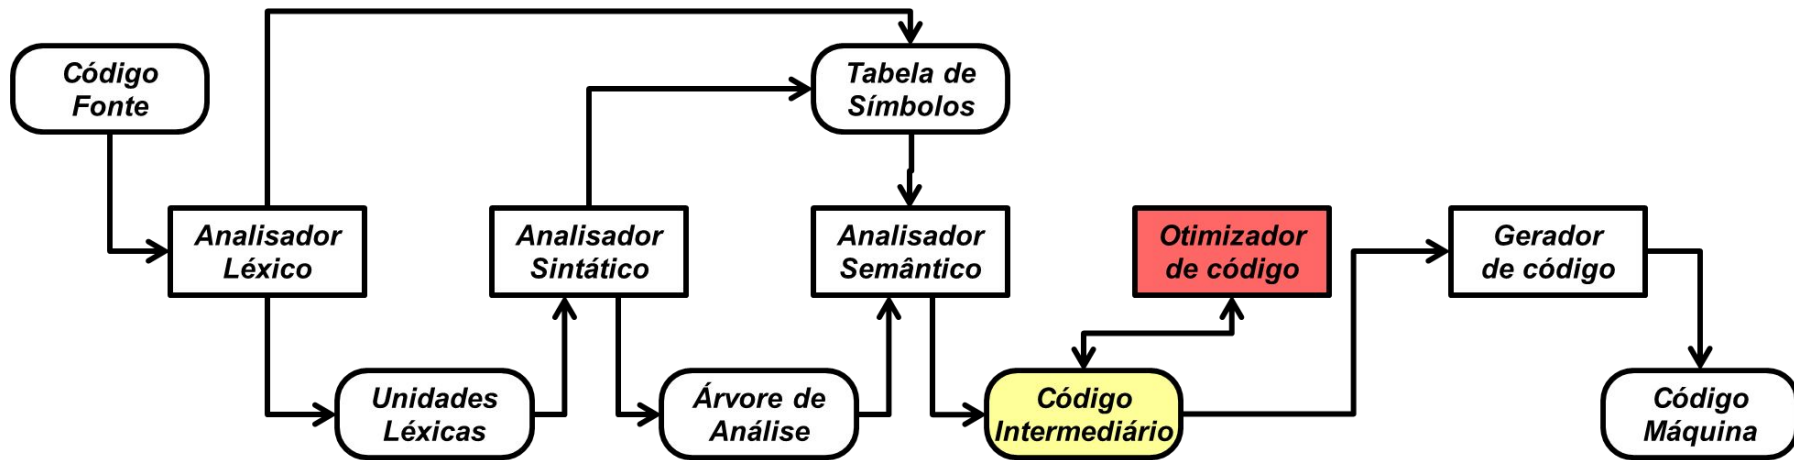 Código
Fonte
Tabela de
Símbolos
Analisador
Léxico
Analisador
Sintático
Analisador
Semântico
Otimizador
de código
Gerador
de código
Unidades
Léxicas
Árvore de
Análise
Código
Intermediário
Código
Máquina